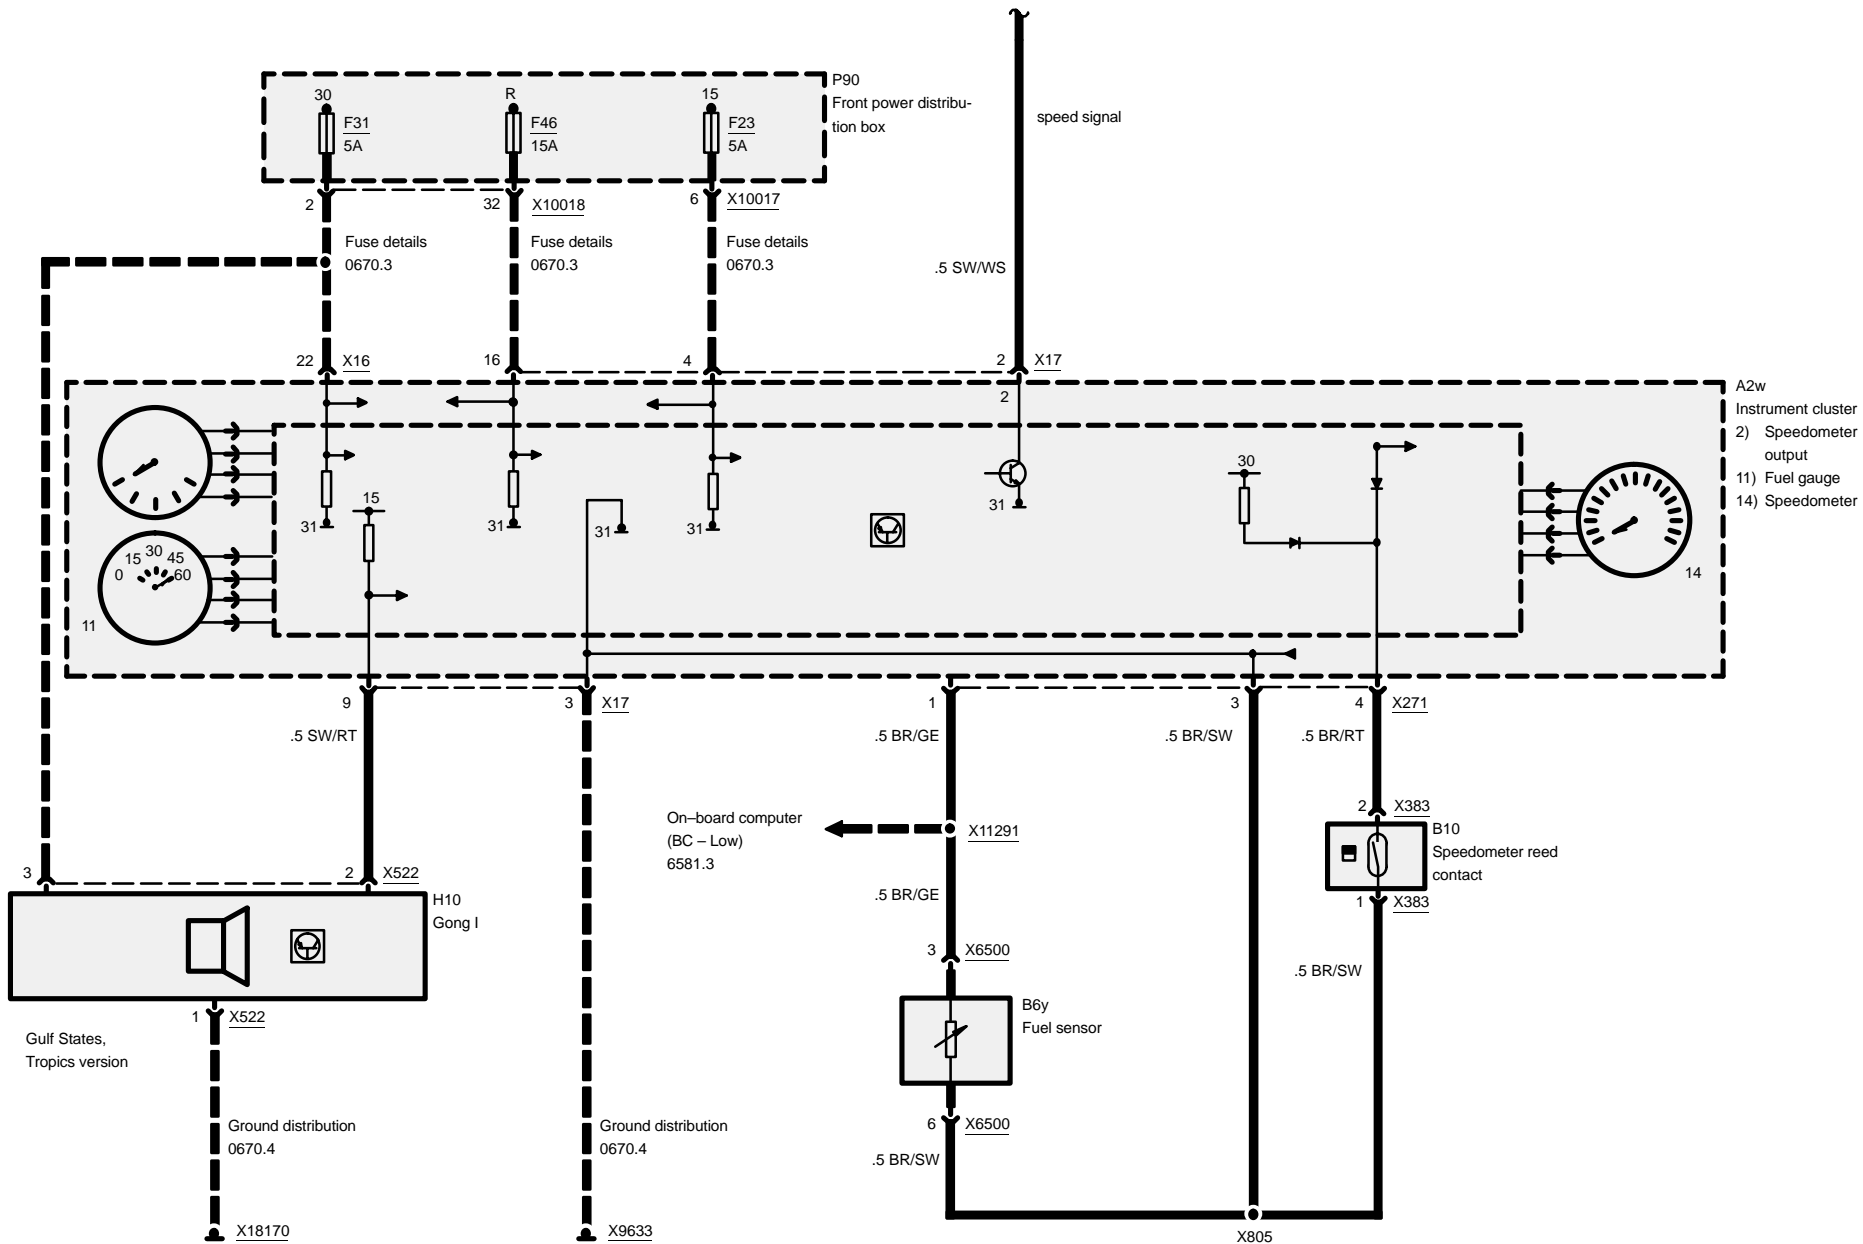 P90
Front power distribu-
tion box
30
R
15
F31
5A
F46
15A
F23
5A
speed signal
2
32
X10018
6
X10017
Fuse details
0670.3
Fuse details
0670.3
Fuse details
0670.3
.5 SW/WS
22
X16
16
4
2
X17
A2w
Instrument cluster
2) Speedometer
output
11) Fuel gauge
14) Speedometer
2
30
15
31
31
31
31
31
0
15
30
45
60
11
14
9
3
X17
1
3
4
X271
.5 SW/RT
.5 BR/GE
.5 BR/SW
.5 BR/RT
On–board computer
(BC – Low)
6581.3
X11291
2
X383
B10
Speedometer reed
contact
1
X383
3
2
X522
H10
Gong I
.5 BR/GE
3
X6500
.5 BR/SW
B6y
Fuel sensor
1
X522
Gulf States,
Tropics version
Ground distribution
0670.4
Ground distribution
0670.4
6
X6500
.5 BR/SW
X18170
X9633
X805